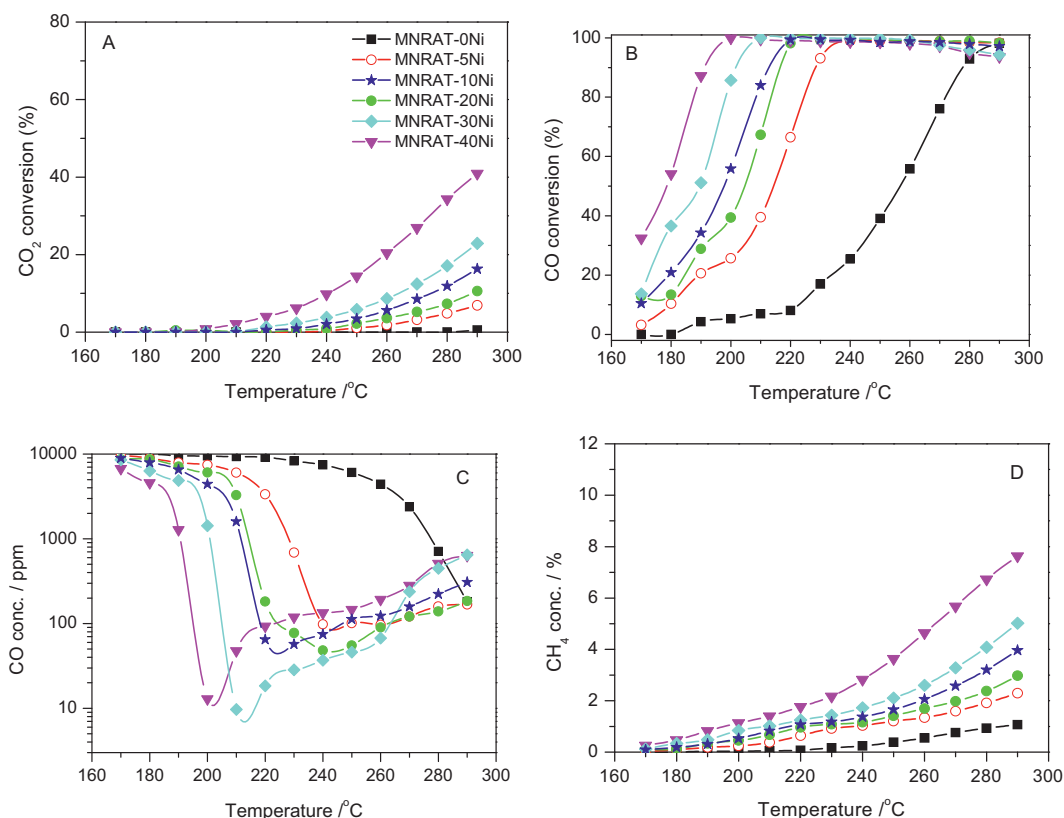 A
80
60
40
20
0
CO2 conversion (%)
MNRAT-0Ni
MNRAT-5Ni
MNRAT-10Ni
MNRAT-20Ni
MNRAT-30Ni
MNRAT-40Ni
160 180 200 220 240 260 280 300
Temperature /°C
B
100
80
60
40
20
0
CO conversion (%)
160 180 200 220 240 260 280 300
Temperature /°C
C
10000
1000
100
10
CO conc. / ppm
160 180 200 220 240 260 280 300
Temperature /°C
D
12
10
8
6
4
2
0
CH4 conc. / %
160 180 200 220 240 260 280 300
Temperature /°C